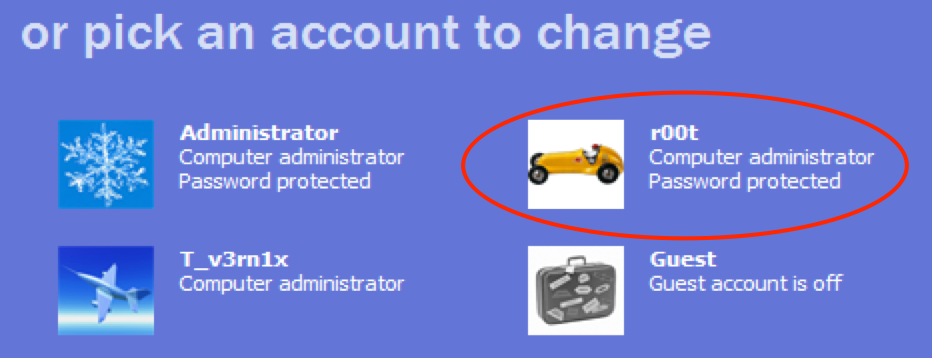 or pick an account to change
Administrator
Computer administrator
Password protected
r00t
Computer administrator
Password protected
T_v3rn1x
Computer administrator
Guest
Guest account is off